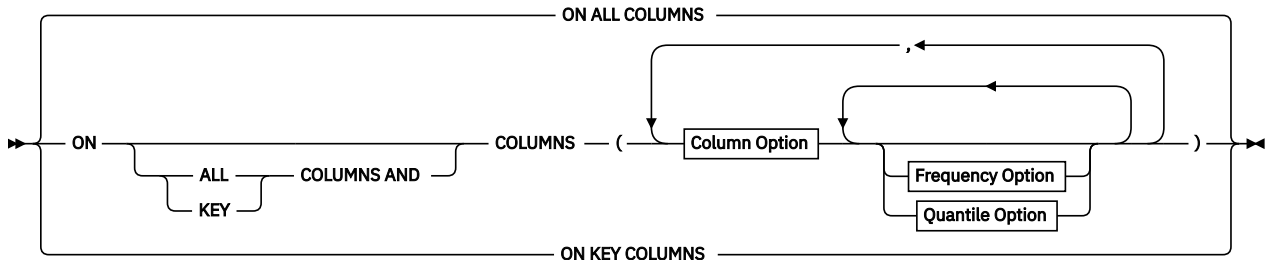 ON ALL COLUMNS
,
ON
COLUMNS
(
Column Option
)
ALL
COLUMNS AND
KEY
Frequency Option
Quantile Option
ON KEY COLUMNS